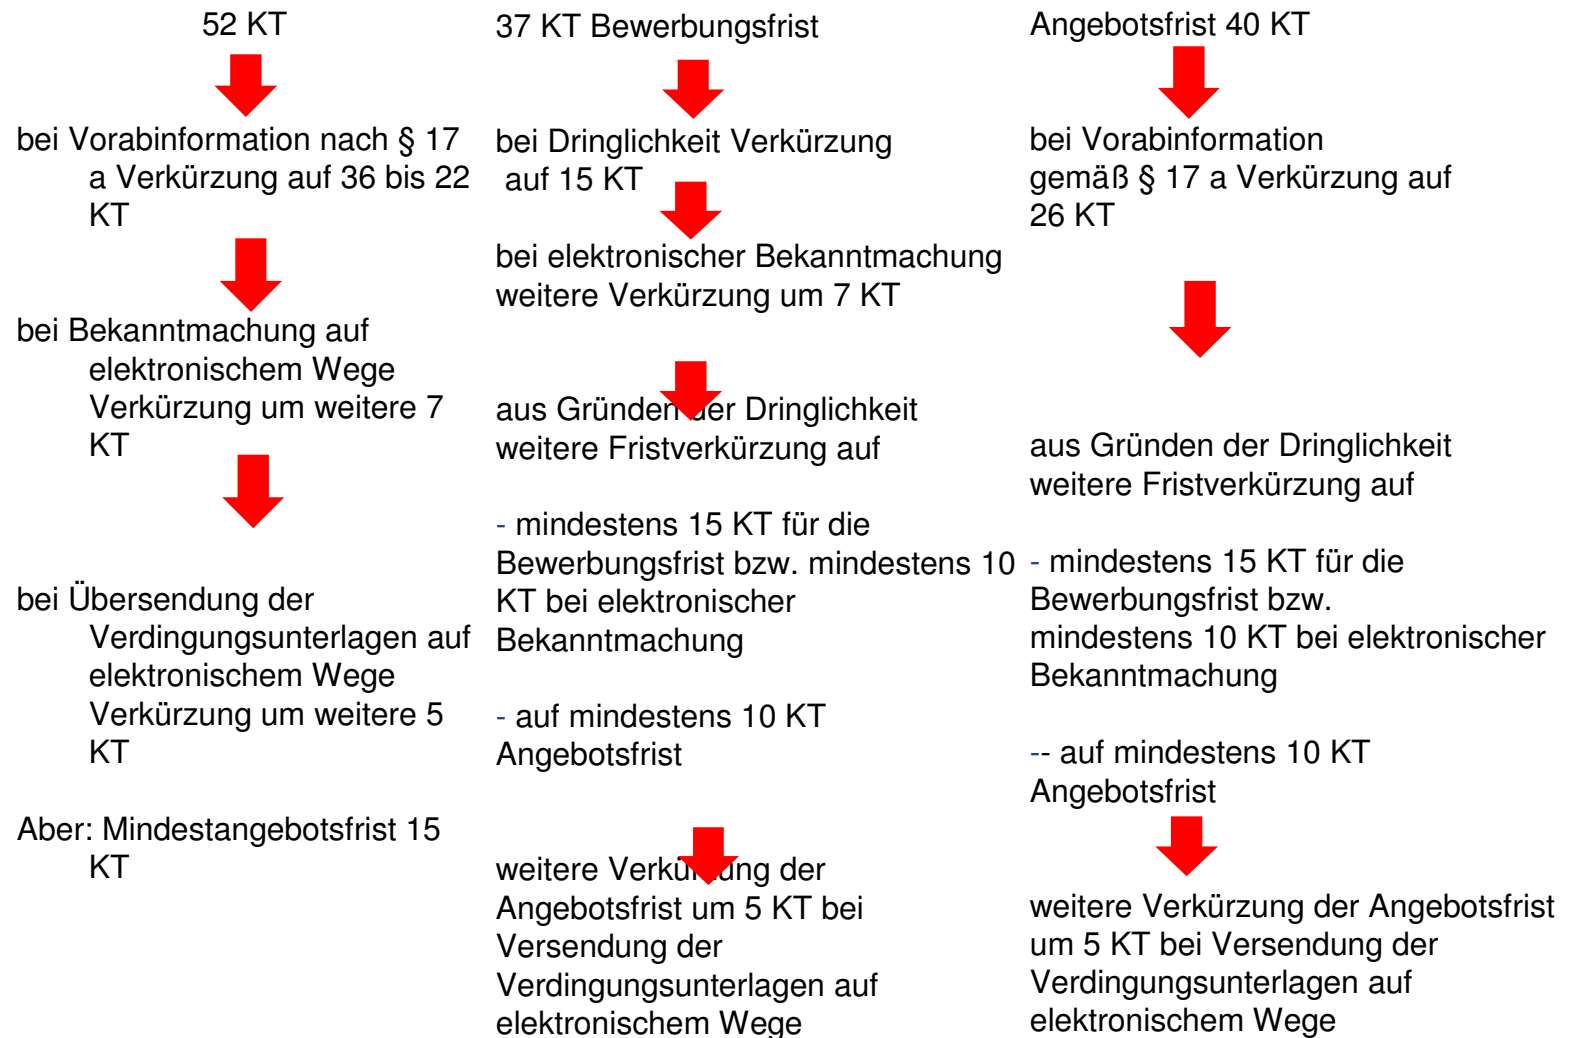 52 KT
bei Vorabinformation nach § 17
a Verkürzung auf 36 bis 22
KT
bei Bekanntmachung auf
elektronischem Wege
Verkürzung um weitere 7
KT
bei Übersendung der
Verdingungsunterlagen auf
elektronischem Wege
Verkürzung um weitere 5
KT
Aber: Mindestangebotsfrist 15
KT
37 KT Bewerbungsfrist
bei Dringlichkeit Verkürzung
auf 15 KT
bei elektronischer Bekanntmachung
weitere Verkürzung um 7 KT
aus Gründen der Dringlichkeit
weitere Fristverkürzung auf
- mindestens 15 KT für die
Bewerbungsfrist bzw. mindestens 10
KT bei elektronischer
Bekanntmachung
- auf mindestens 10 KT
Angebotsfrist
weitere Verkürzung der
Angebotsfrist um 5 KT bei
Versendung der
Verdingungsunterlagen auf
elektronischem Wege
Angebotsfrist 40 KT
bei Vorabinformation
gemäß § 17 a Verkürzung auf
26 KT
aus Gründen der Dringlichkeit
weitere Fristverkürzung auf
- mindestens 15 KT für die
Bewerbungsfrist bzw.
mindestens 10 KT bei elektronischer
Bekanntmachung
-- auf mindestens 10 KT
Angebotsfrist
weitere Verkürzung der Angebotsfrist
um 5 KT bei Versendung der
Verdingungsunterlagen auf
elektronischem Wege